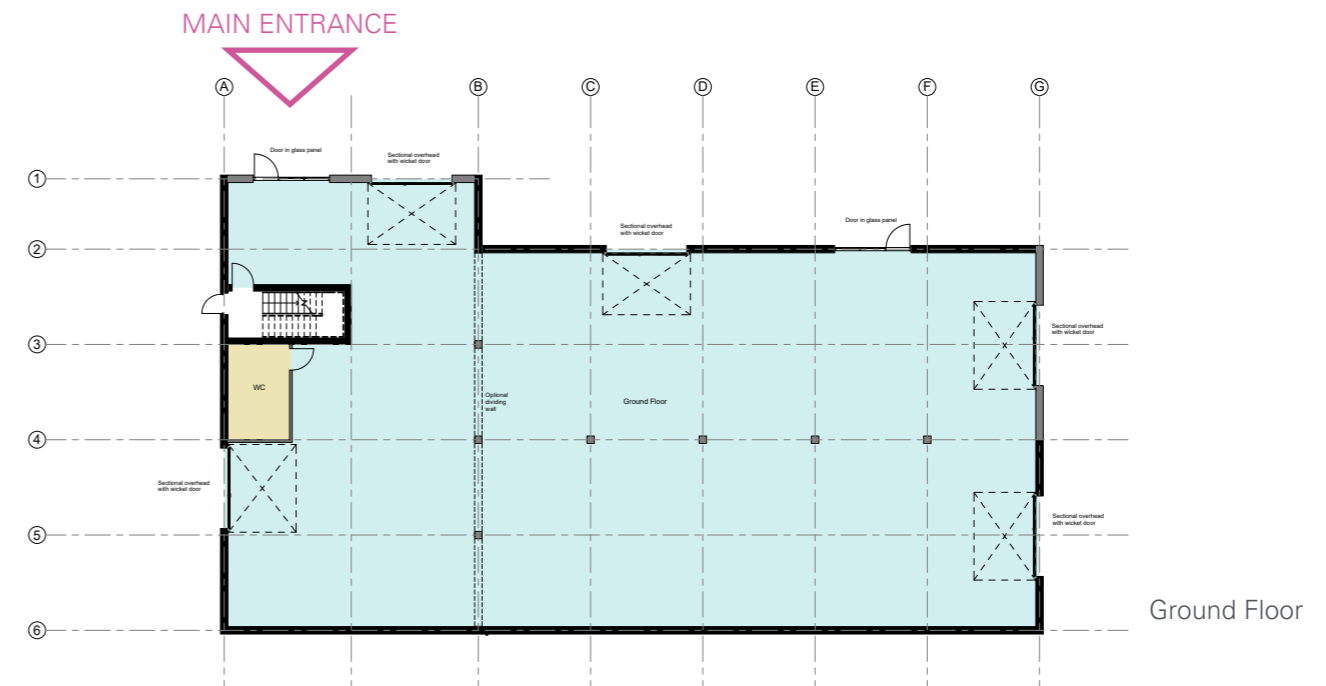 MAIN ENTRANCE
A B C D E F G
Door in glass panel
Sectional overhead
with wicket door
1
Sectional overhead
with wicket door
Door in glass panel
2
Sectional overhead
with wicket door
3
WC
Optional
dividing
wall
Ground Floor
4
Sectional overhead
with wicket door
Sectional overhead
with wicket door
5
Ground Floor
6